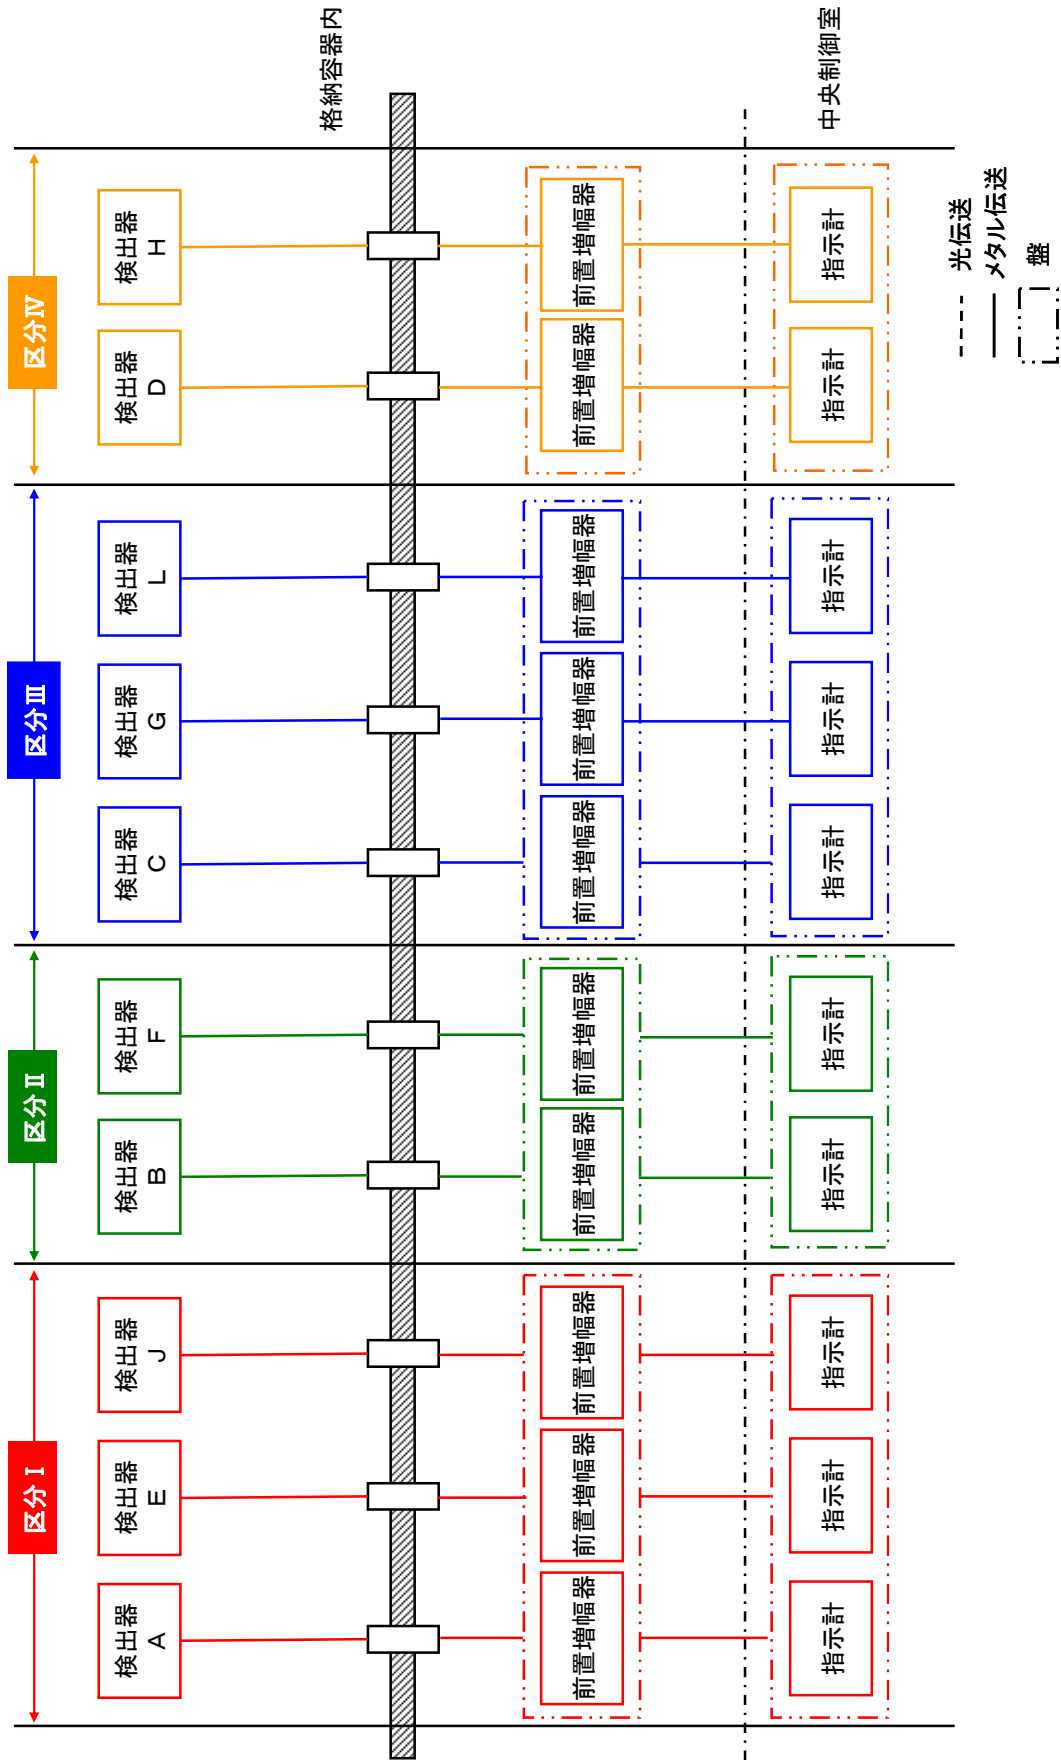 区分Ⅰ
区分Ⅱ
区分Ⅲ
区分Ⅳ
検出器
A
検出器
E
検出器
J
検出器
B
検出器
F
検出器
C
検出器
G
検出器
L
検出器
D
検出器
H
格納容器内
前置増幅器
前置増幅器
前置増幅器
前置増幅器
前置増幅器
前置増幅器
前置増幅器
前置増幅器
前置増幅器
前置増幅器
中央制御室
指示計
指示計
指示計
指示計
指示計
指示計
指示計
指示計
指示計
指示計
光伝送
メタル伝送
盤